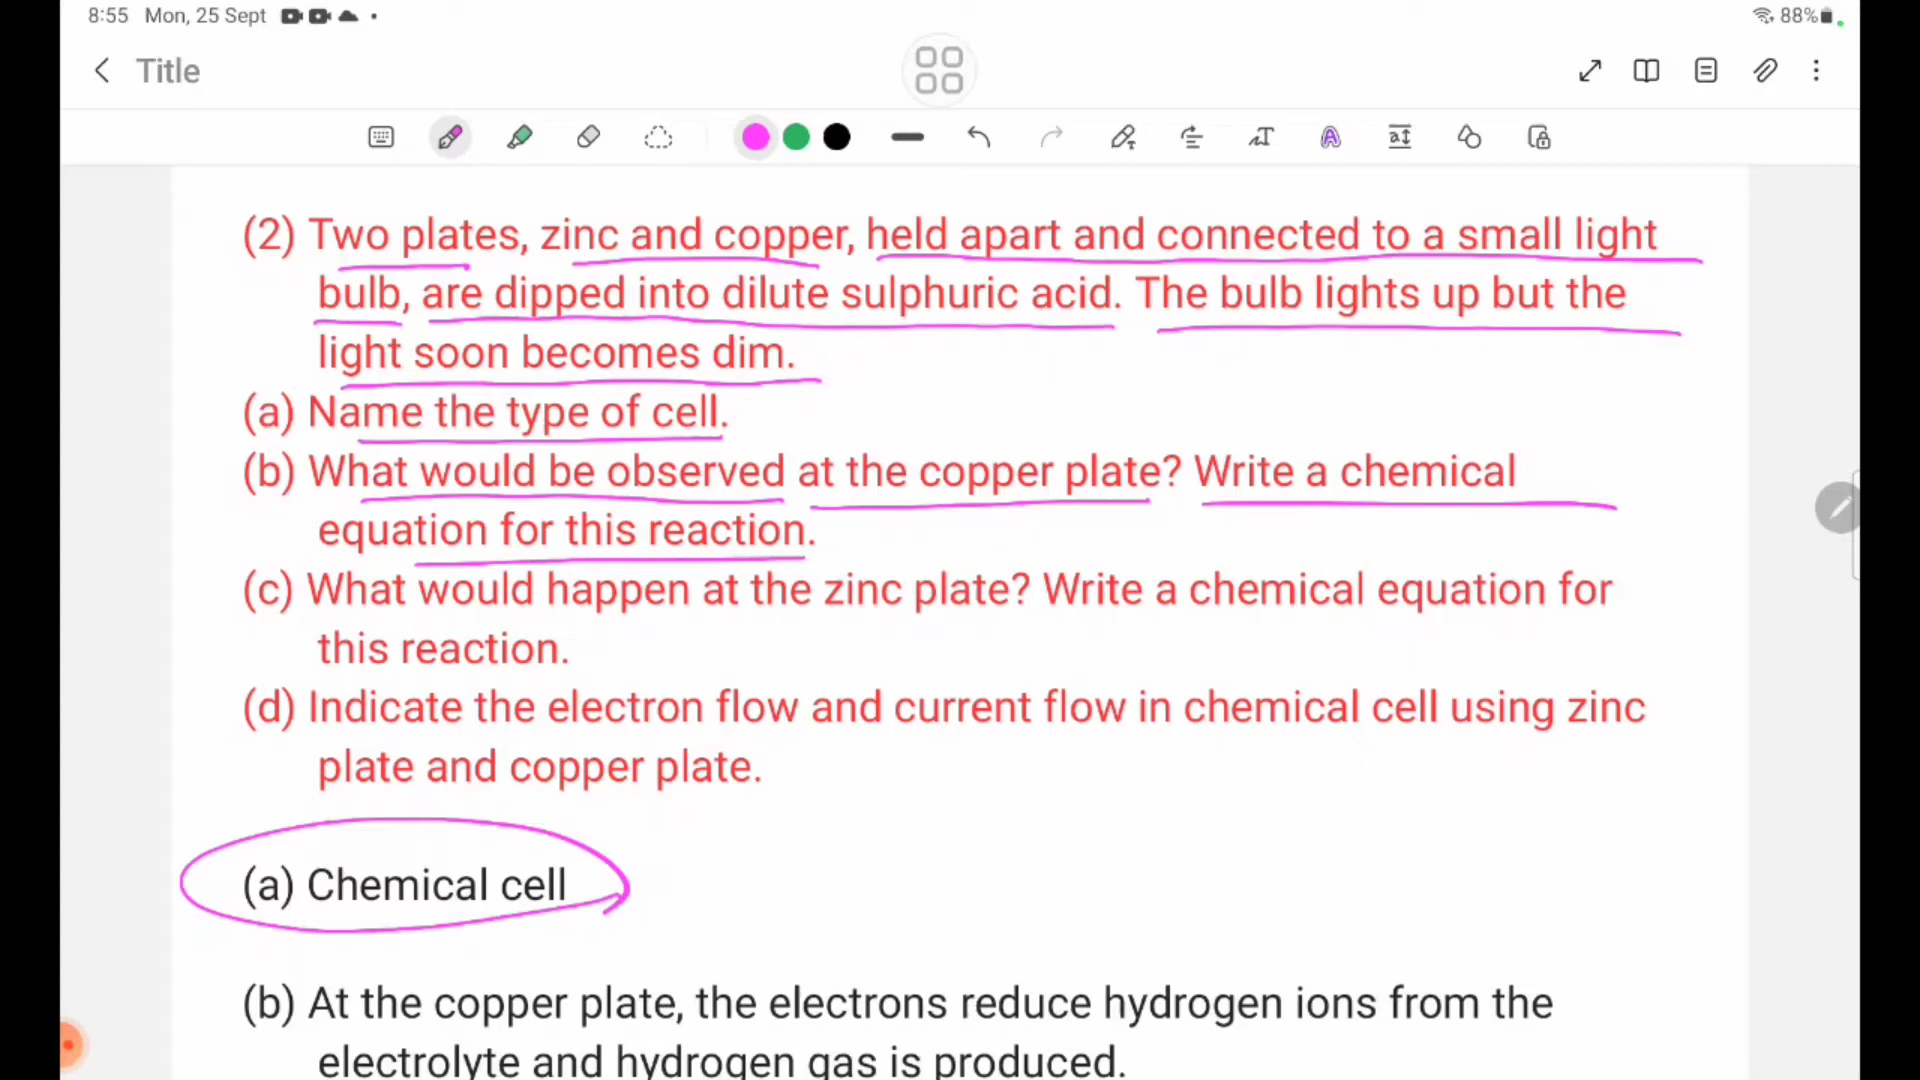 8:55 Mon, 25 Sept
88%
Title
(2) Two plates, zinc and copper, held apart and connected to a small light
bulb, are dipped into dilute sulphuric acid. The bulb lights up but the
light soon becomes dim.
(a) Name the type of cell.
(b) What would be observed at the copper plate? Write a chemical
equation for this reaction.
(c) What would happen at the zinc plate? Write a chemical equation for
this reaction.
(d) Indicate the electron flow and current flow in chemical cell using zinc
plate and copper plate.
(a) Chemical cell
(b) At the copper plate, the electrons reduce hydrogen ions from the
electrolyte and hydrogen gas is produced.